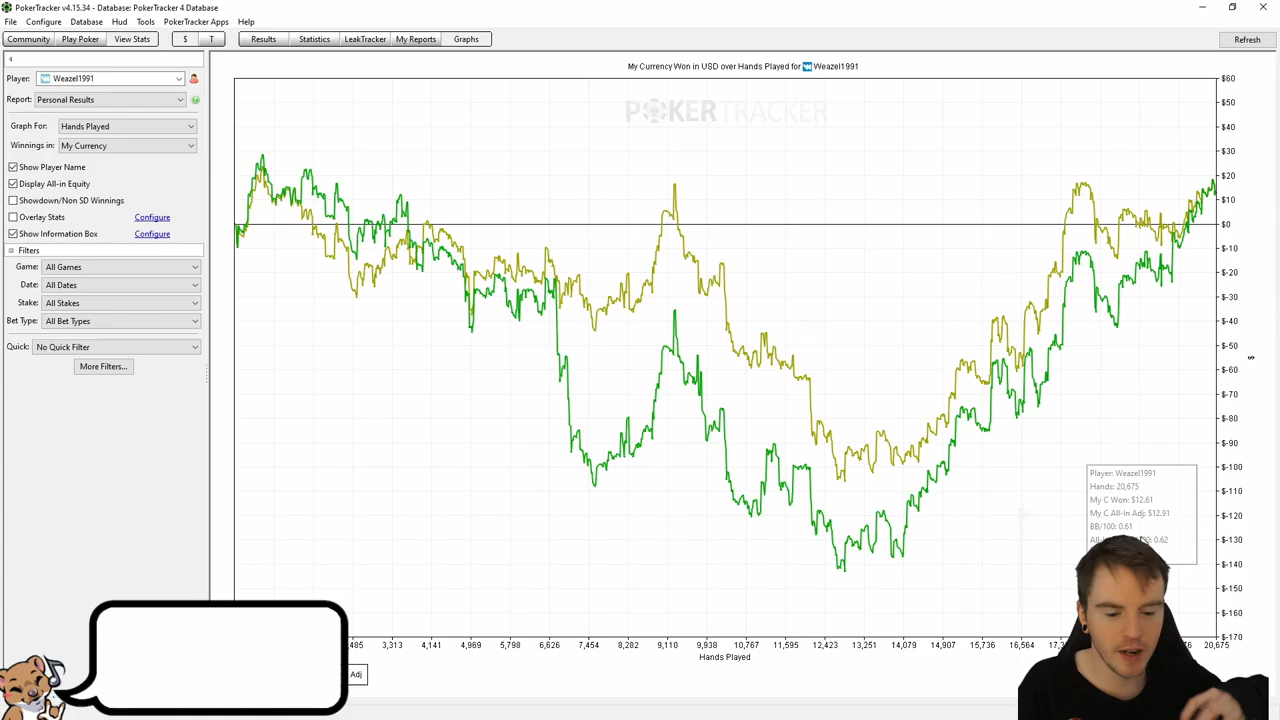 PokerTracker v4.15.34 - Database: PokerTracker 4 Database
File Configure Database Hud Tools PokerTracker Apps Help
Community Play Poker View Stats $ T Results Statistics LeakTracker My Reports Graphs Refresh
Player: Weazel1991
Report: Personal Results
Graph For: Hands Played
Winnings in: My Currency
Show Player Name
Display All-in Equity
Showdown/Non SD Winnings
Overlay Stats Configure
Show Information Box Configure
Filters
Game: All Games
Date: All Dates
Stake: All Stakes
Bet Type: All Bet Types
Quick: No Quick Filter
More Filters...
My Currency Won in USD over Hands Played for Weazel1991
POKERTRACKER
$60
$50
$40
$30
$20
$10
$0
$-10
$-20
$-30
$-40
$-50
$-60
$-70
$-80
$-90
$-100
$-110
$-120
$-130
$-140
$-150
$-160
$-170
$
Player: Weazel1991
Hands: 20,675
My C Won: $12.61
My C All-In Adj: $12.91
BB/100: 0.61
0.62
3,313 4,141 4,969 5,798 6,626 7,454 8,282 9,110 9,938 10,767 11,595 12,423 13,251 14,079 14,907 15,736 16,564 20,675
Hands Played
Adj